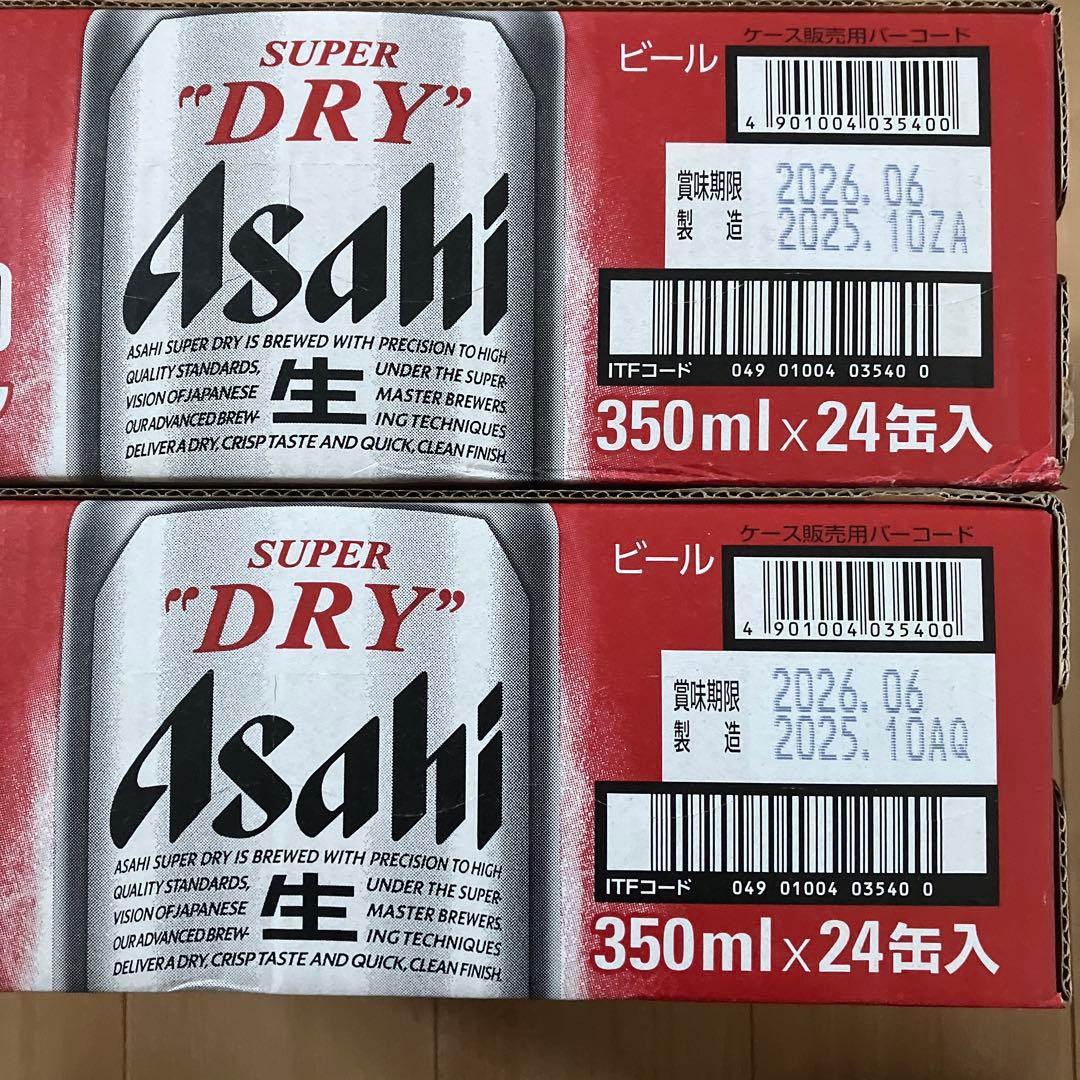 SUPER
"DRY"
Asahi
ASAHI SUPER DRY IS BREWED WITH PRECISION TO HIGH
QUALITY STANDARDS, UNDER THE SUPER-
VISION OF JAPANESE 生 MASTER BREWERS.
OUR ADVANCED BREW- ING TECHNIQUES
DELIVER A DRY, CRISP TASTE AND QUICK, CLEAN FINISH.
ビール
ケース販売用バーコード
4 901004 035400
賞味期限 2026.06
製造 2025.10ZA
ITFコード 049 01004 03540 0
350ml×24缶入
SUPER
"DRY"
Asahi
ASAHI SUPER DRY IS BREWED WITH PRECISION TO HIGH
QUALITY STANDARDS, UNDER THE SUPER-
VISION OF JAPANESE 生 MASTER BREWERS.
OUR ADVANCED BREW- ING TECHNIQUES
DELIVER A DRY, CRISP TASTE AND QUICK, CLEAN FINISH.
ビール
ケース販売用バーコード
4 901004 035400
賞味期限 2026.06
製造 2025.10AQ
ITFコード 049 01004 03540 0
350ml×24缶入